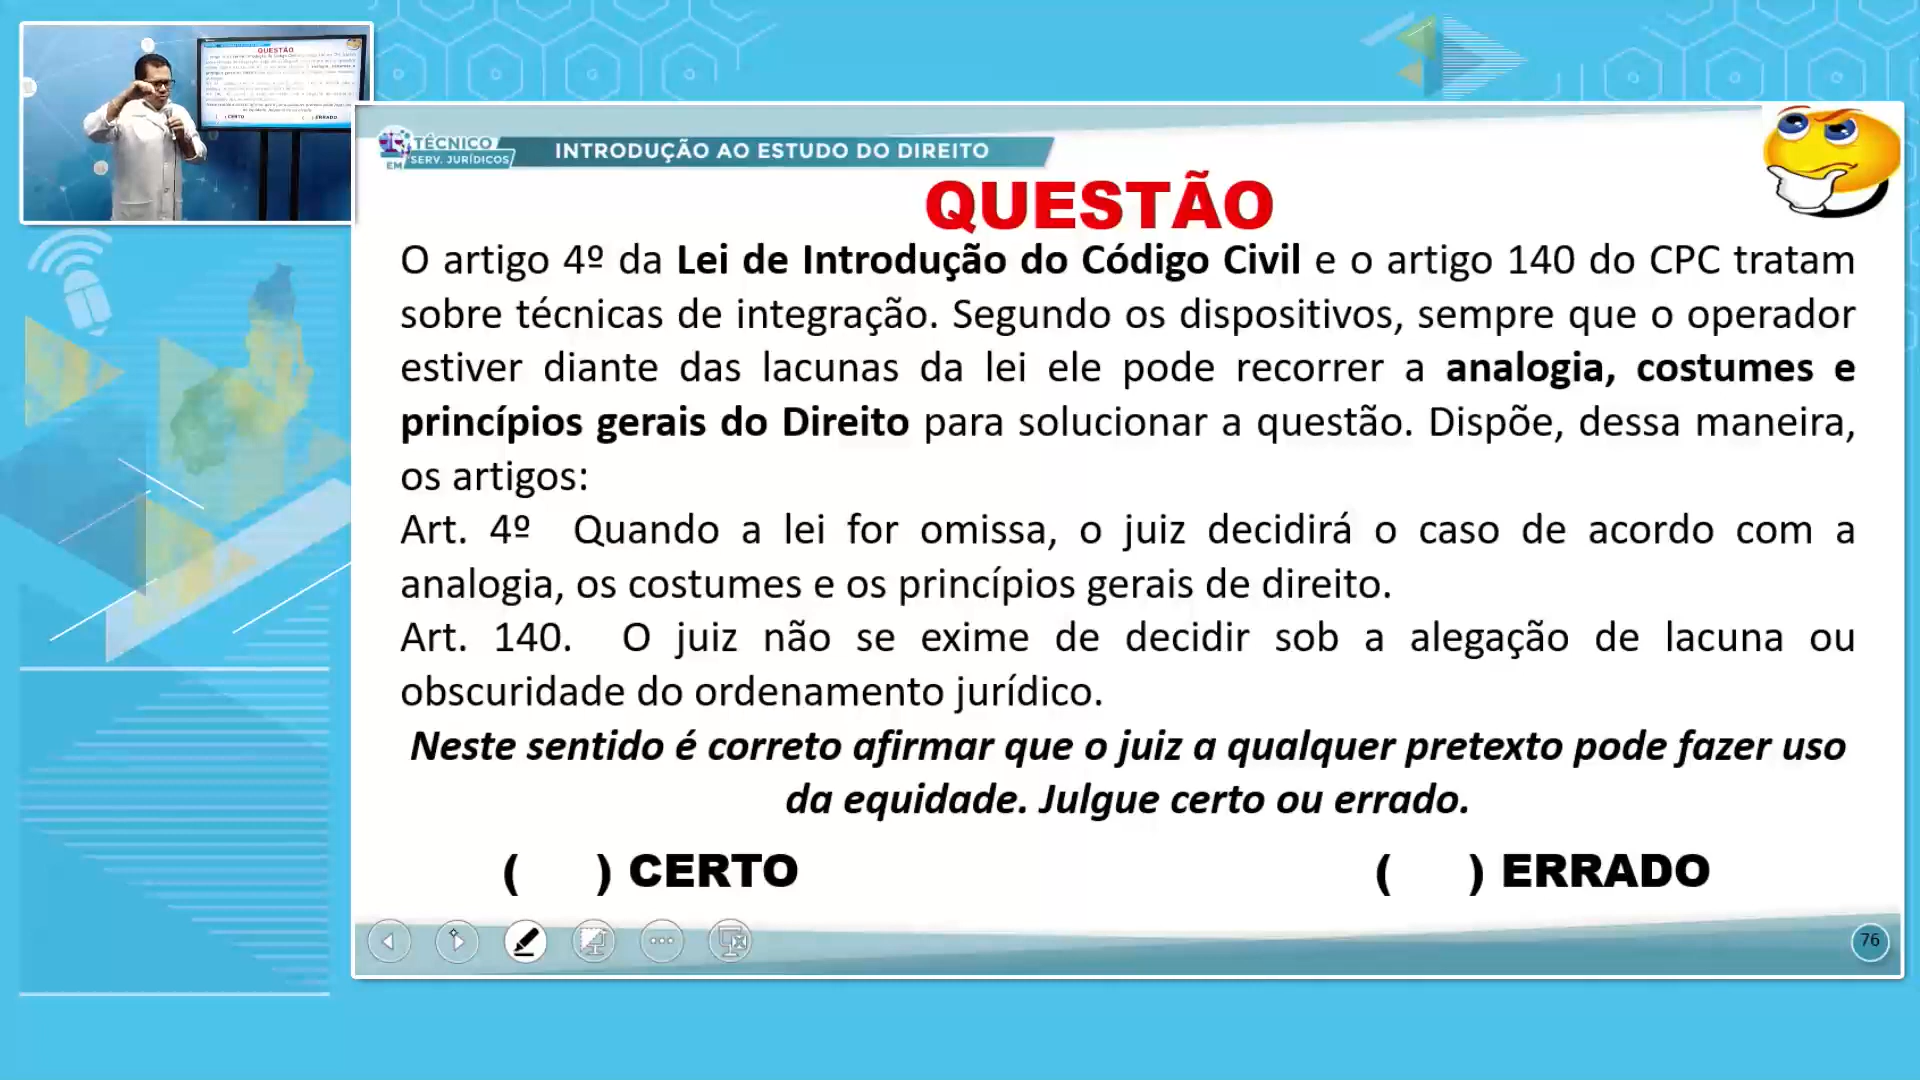 TÉCNICO
EM SERV. JURÍDICOS
INTRODUÇÃO AO ESTUDO DO DIREITO
QUESTÃO
O artigo 4º da Lei de Introdução do Código Civil e o artigo 140 do CPC tratam
sobre técnicas de integração. Segundo os dispositivos, sempre que o operador
estiver diante das lacunas da lei ele pode recorrer a analogia, costumes e
princípios gerais do Direito para solucionar a questão. Dispõe, dessa maneira,
os artigos:
Art. 4º Quando a lei for omissa, o juiz decidirá o caso de acordo com a
analogia, os costumes e os princípios gerais de direito.
Art. 140. O juiz não se exime de decidir sob a alegação de lacuna ou
obscuridade do ordenamento jurídico.
Neste sentido é correto afirmar que o juiz a qualquer pretexto pode fazer uso
da equidade. Julgue certo ou errado.
( ) CERTO ( ) ERRADO
76
QUESTÃO
( ) CERTO ( ) ERRADO